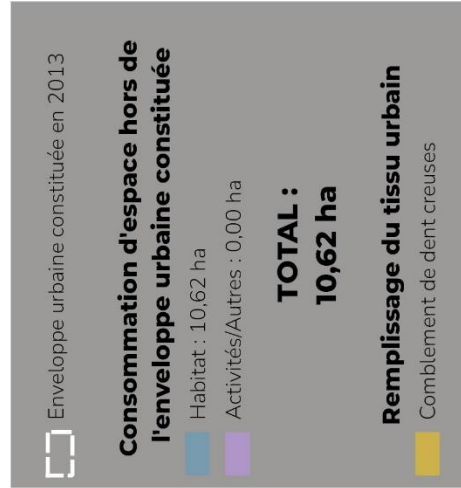 Enveloppe urbaine constituée en 2013
Consommation d'espace hors de
l'enveloppe urbaine constituée
Habitat : 10,62 ha
Activités/Autres : 0,00 ha
TOTAL :
10,62 ha
Remplissage du tissu urbain
Comblement de dent creuses